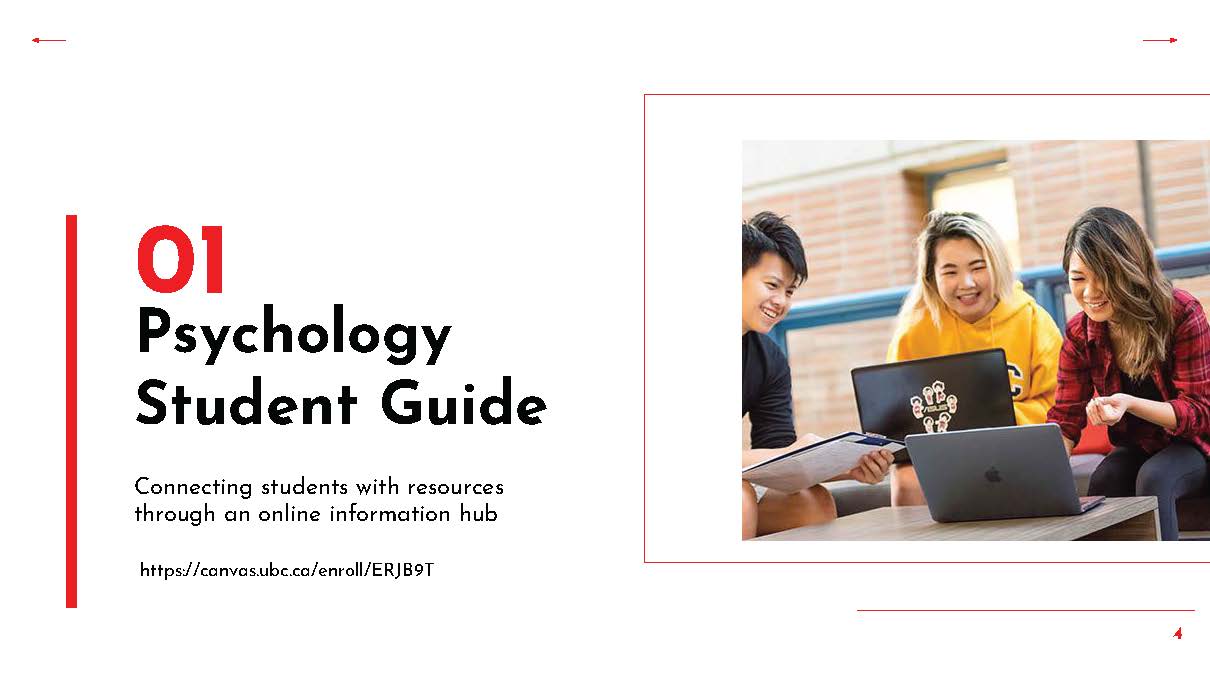 01
Psychology
Student Guide
Connecting students with resources
through an online information hub
https://canvas.ubc.ca/enroll/ERJB9T
C
ASUS
4